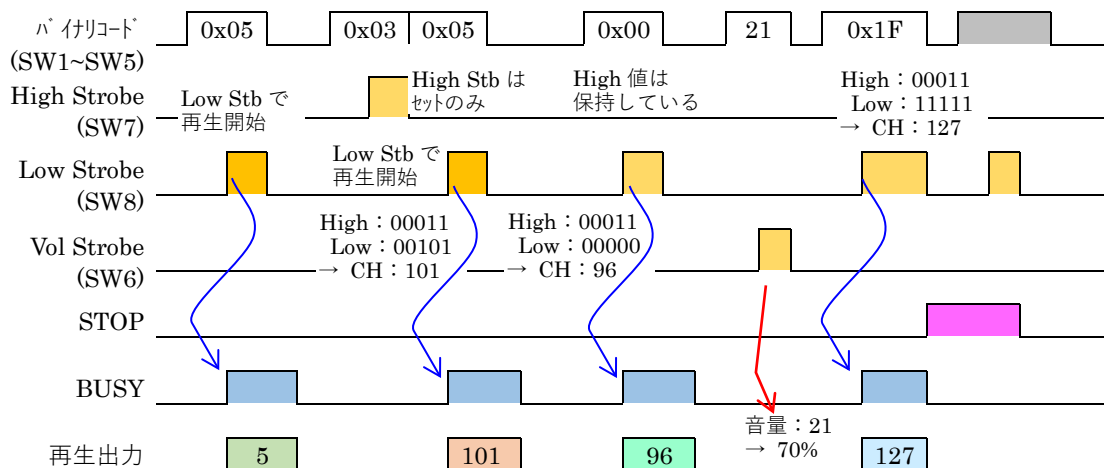 ﾊﾞｲﾅﾘｺｰﾄﾞ
(SW1~SW5)
0x05
0x03
0x05
0x00
21
0x1F
High Strobe
(SW7)
Low Stb で
再生開始
High Stb は
ｾｯﾄのみ
High 値は
保持している
High：00011
Low：11111
→ CH：127
Low Strobe
(SW8)
Low Stb で
再生開始
Vol Strobe
(SW6)
High：00011
Low：00101
→ CH：101
High：00011
Low：00000
→ CH：96
STOP
BUSY
音量：21
→ 70%
再生出力
5
101
96
127